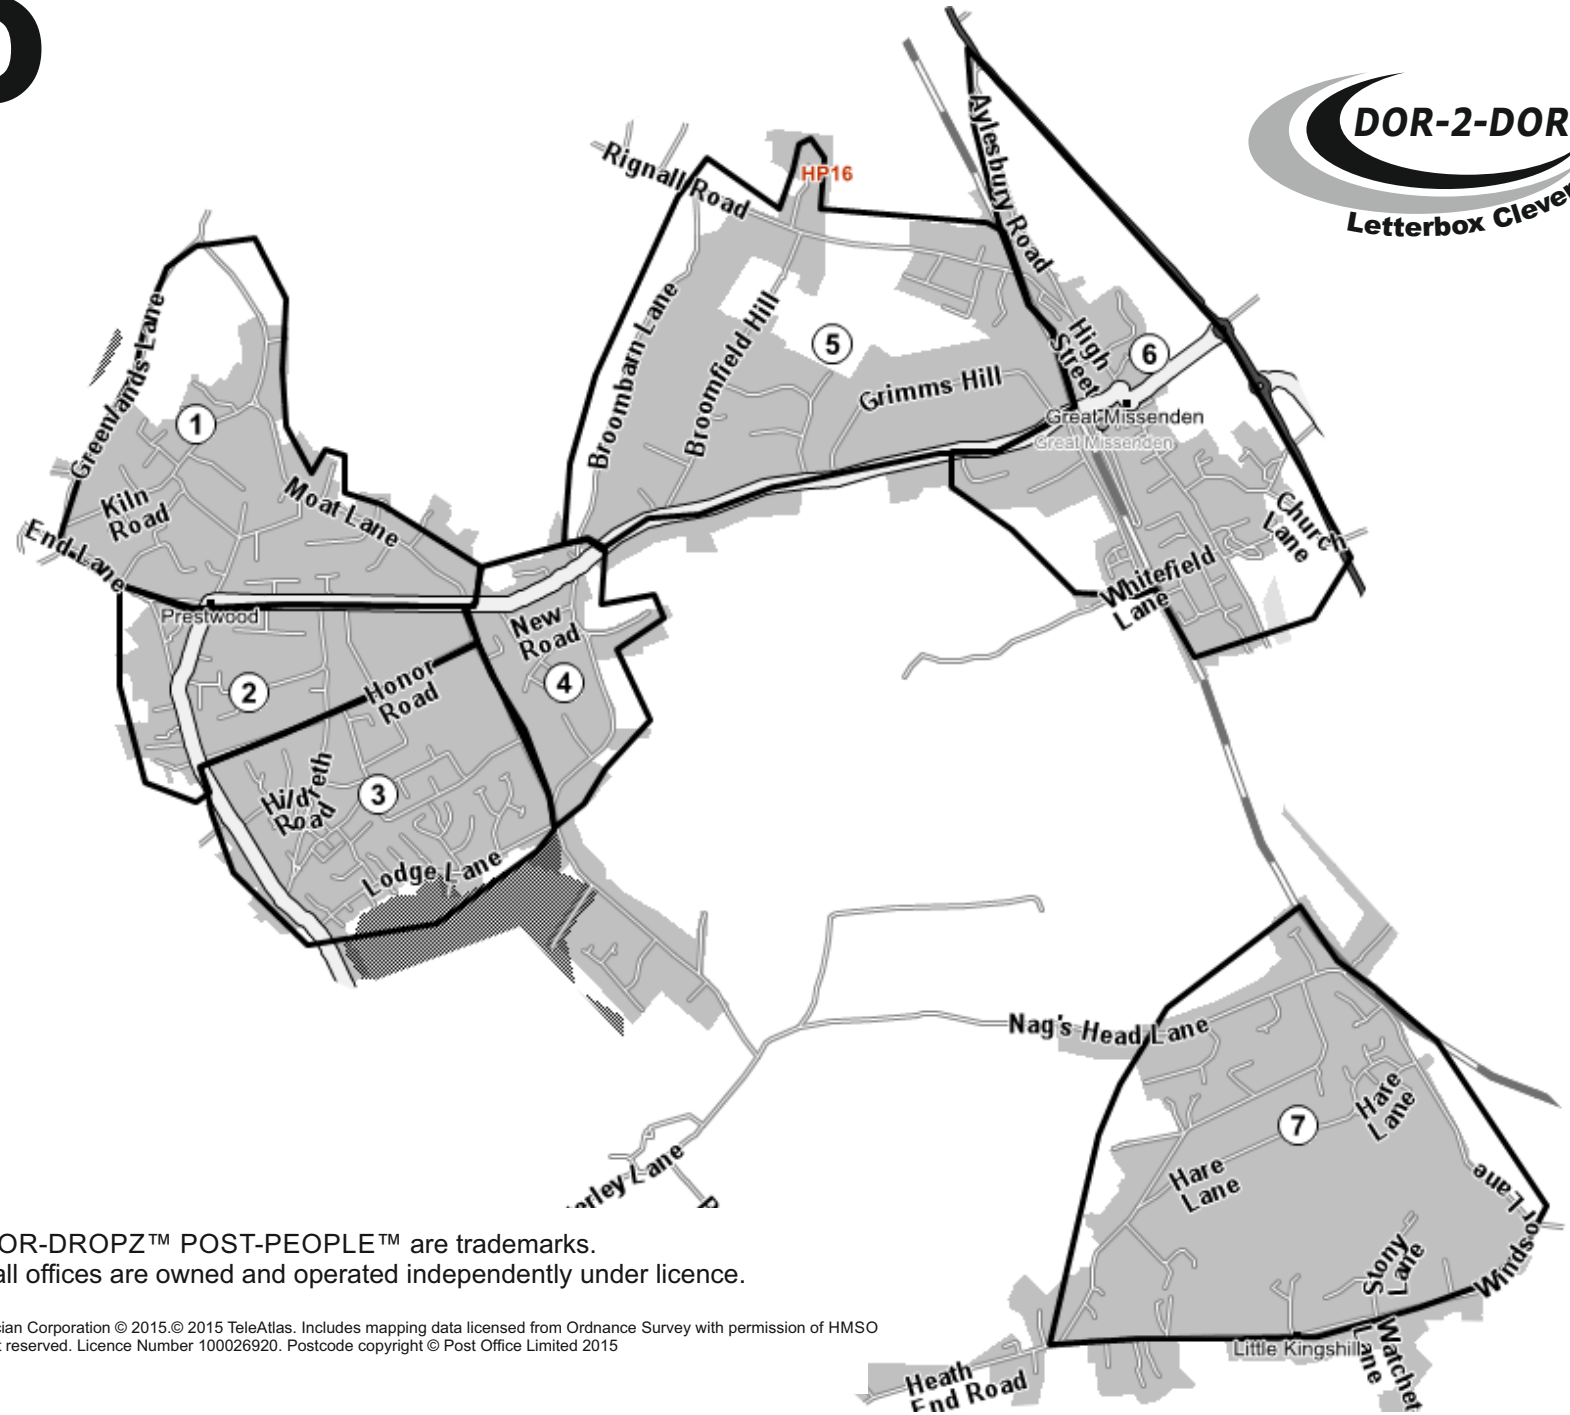 DOR-2-DOR
Letterbox Clever
Rignall Road
HP16
Aylesbury Road
Greenlands Lane
Broombarn Lane
Broomfield Hill
5
High
Street
6
Grimms Hill
1
Great Missenden
Great Missenden
Kiln
Road
Moat Lane
End Lane
Church
Lane
Whitefield
Lane
Prestwood
New
Road
2
Honor
Road
4
Hildreth
Road
3
Lodge Lane
Nag's Head Lane
Hare
Lane
7
Hare
Lane
erley Lane
Windsor Lane
Stony
Lane
Little Kingshill
Watchet
Lane
Heath
End Road
OR-DROPZ™ POST-PEOPLE™ are trademarks.
all offices are owned and operated independently under licence.
cian Corporation © 2015.© 2015 TeleAtlas. Includes mapping data licensed from Ordnance Survey with permission of HMSO
t reserved. Licence Number 100026920. Postcode copyright © Post Office Limited 2015